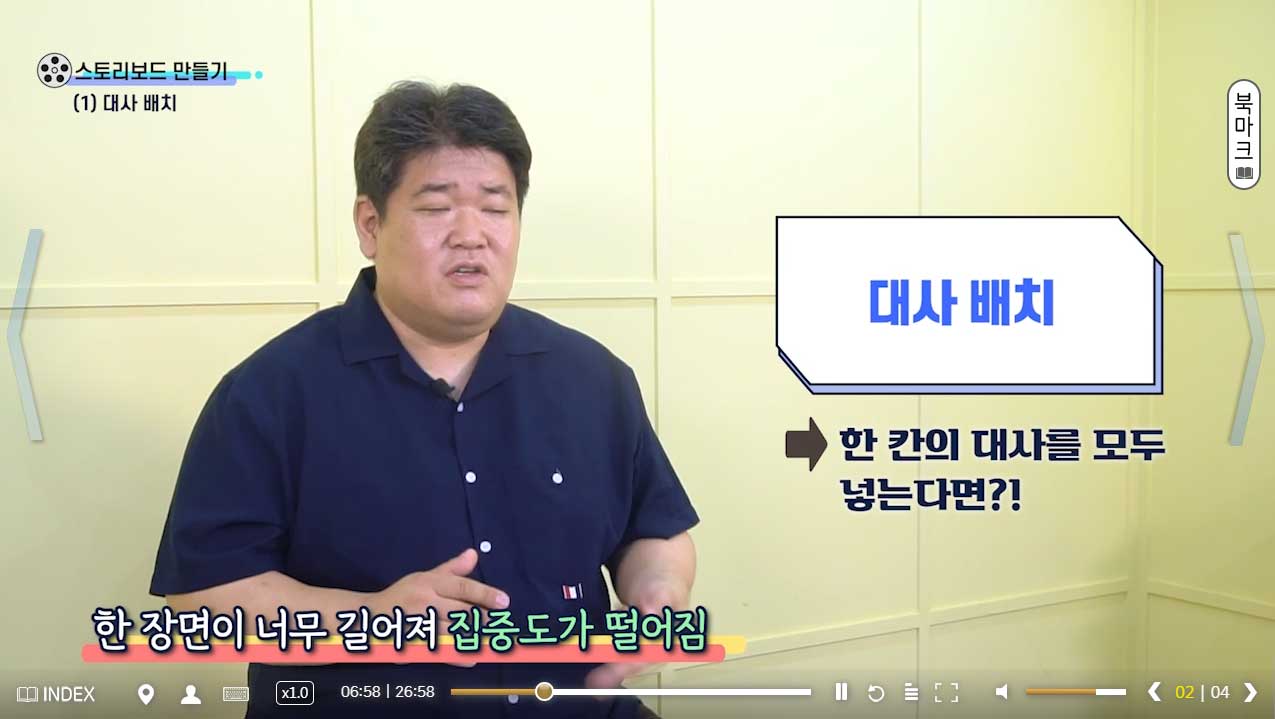 스토리보드 만들기
(1) 대사 배치
북마크
대사 배치
한 칸의 대사를 모두
넣는다면?!
한 장면이 너무 길어져 집중도가 떨어짐
INDEX
x1.0
06:58 | 26:58
02 | 04